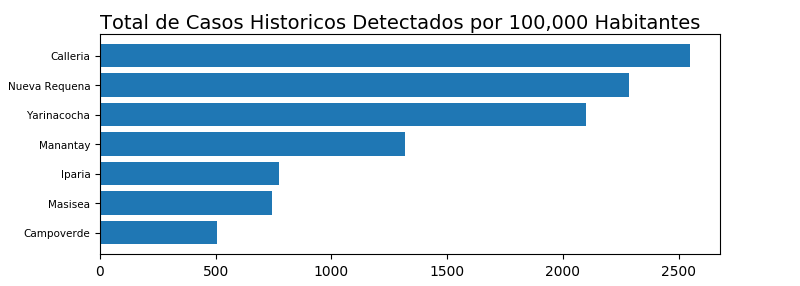 Total de Casos Historicos Detectados por 100,000 Habitantes
Calleria
Nueva Requena
Yarinacocha
Manantay
Iparia
Masisea
Campoverde
0 500 1000 1500 2000 2500